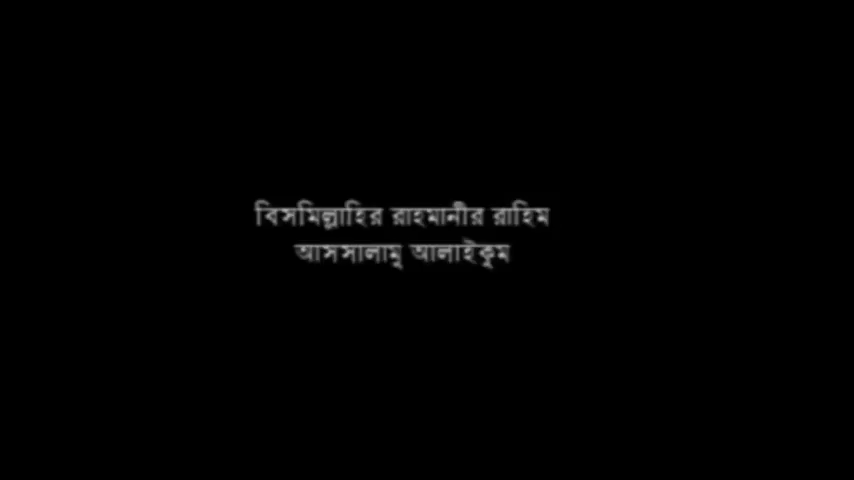 বিসমিল্লাহির রাহমানীর রাহিম
আসসালামু আলাইকুম